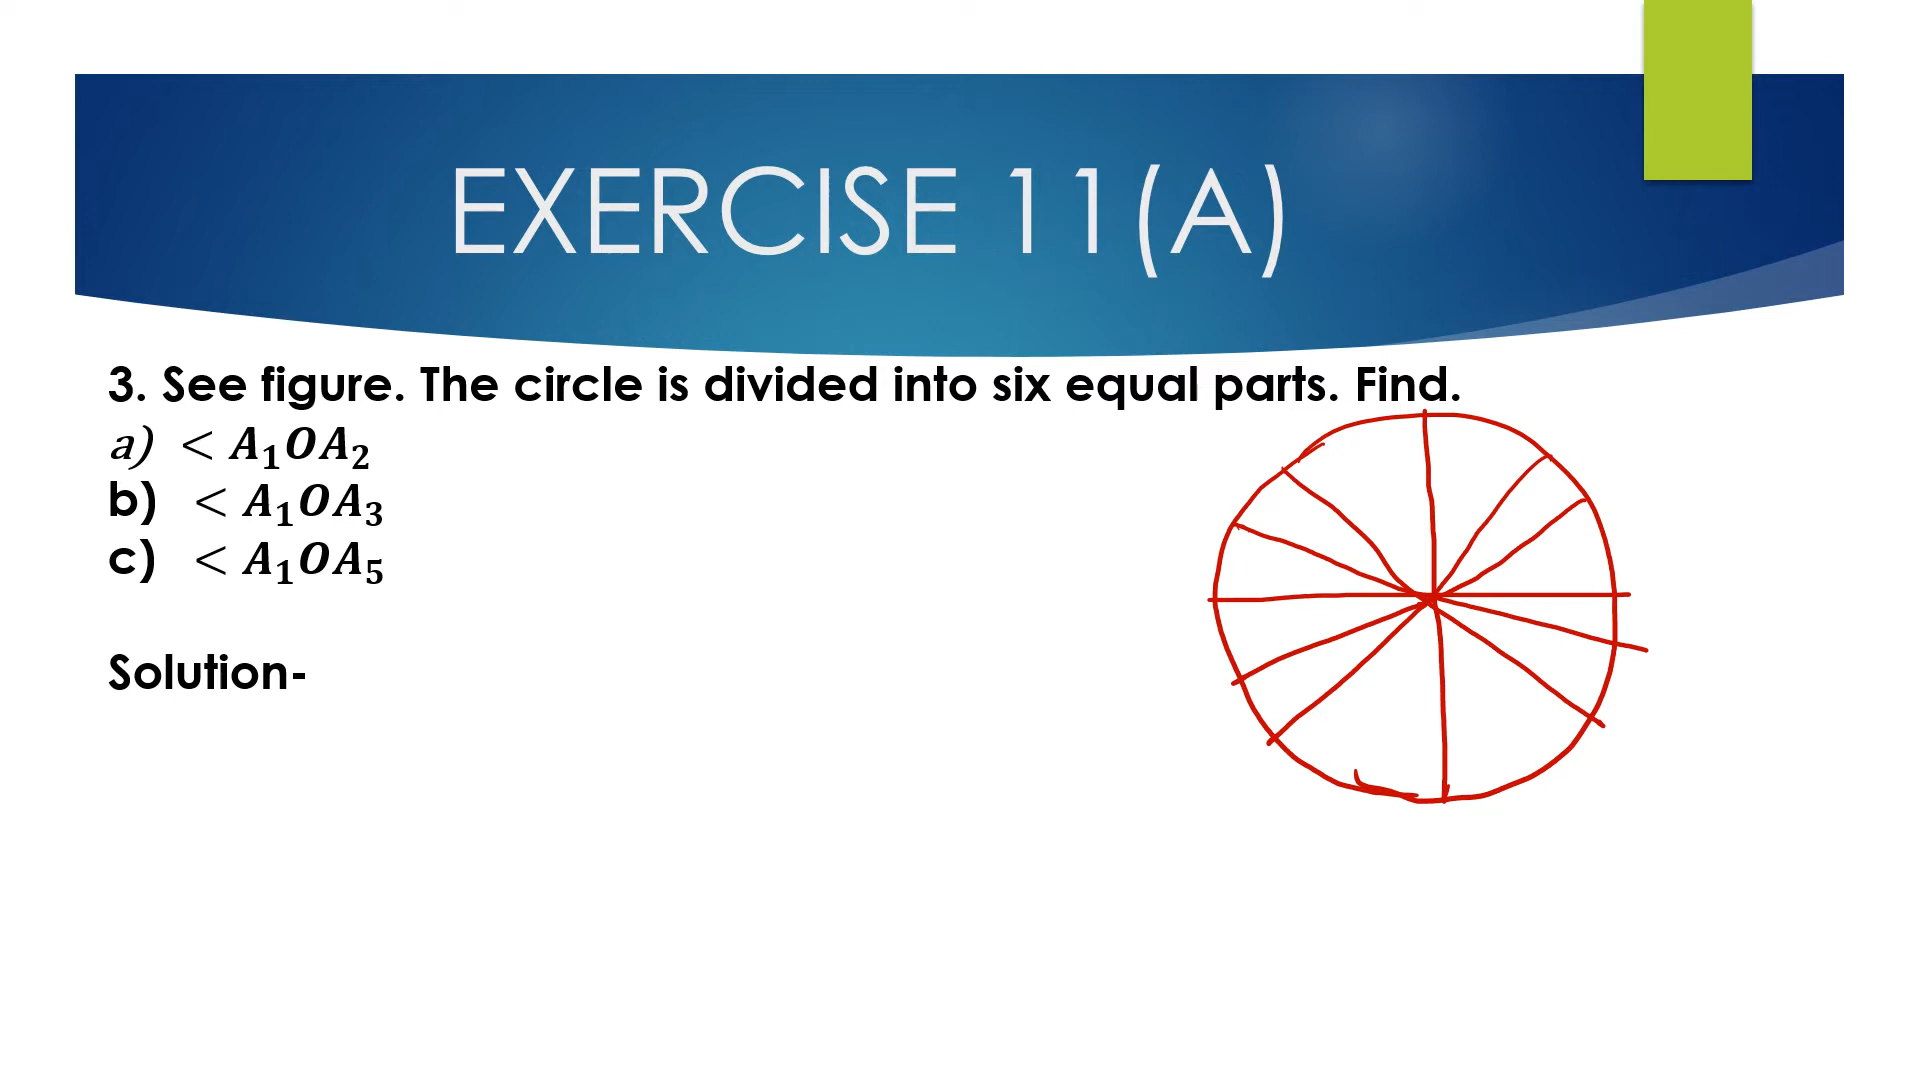 EXERCISE 11(A)
3. See figure. The circle is divided into six equal parts. Find.
a) < A₁OA₂
b) < A₁OA₃
c) < A₁OA₅
Solution-